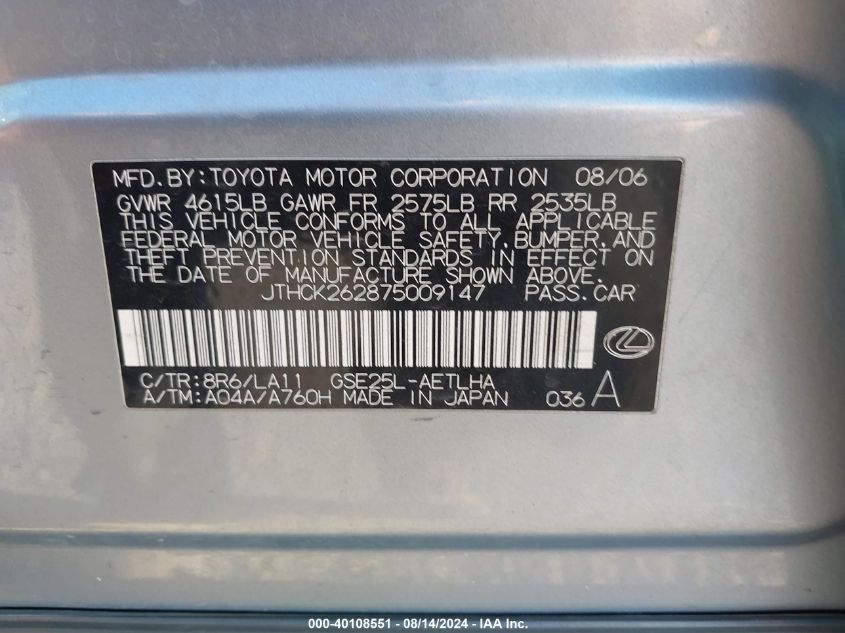 MFD.BY:TOYOTA MOTOR CORPORATION 08/06
GVWR 4615LB GAWR FR 2575LB RR 2535LB
THIS VEHICLE CONFORMS TO ALL APPLICABLE
FEDERAL MOTOR VEHICLE SAFETY,BUMPER,AND
THEFT PREVENTION STANDARDS IN EFFECT ON
THE DATE OF MANUFACTURE SHOWN ABOVE.
JTHCK262875009147 PASS.CAR
C/TR:8R6/LA11 GSE25L-AETLHA
A/TM:A04A/A760H MADE IN JAPAN 036 A
000-40108551 - 08/14/2024 - IAA Inc.